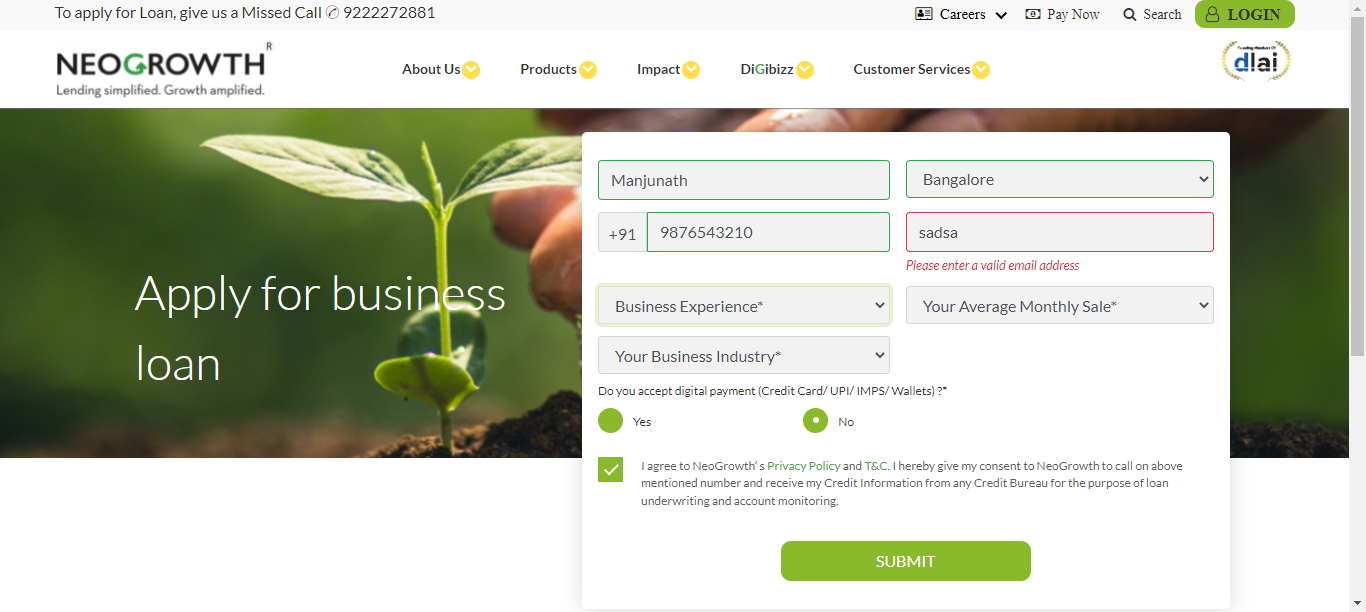 To apply for Loan, give us a Missed Call ✆ 9222272881
Careers Pay Now Search LOGIN
NEOGROWTH R
Lending simplified. Growth amplified.
About Us Products Impact DiGibizz Customer Services
Founding Members Of
dlai
Manjunath
Bangalore
+91 9876543210
sadsa
Please enter a valid email address
Apply for business
loan
Business Experience*
Your Average Monthly Sale*
Your Business Industry*
Do you accept digital payment (Credit Card/ UPI/ IMPS/ Wallets) ?*
Yes No
I agree to NeoGrowth' s Privacy Policy and T&C. I hereby give my consent to NeoGrowth to call on above
mentioned number and receive my Credit Information from any Credit Bureau for the purpose of loan
underwriting and account monitoring.
SUBMIT